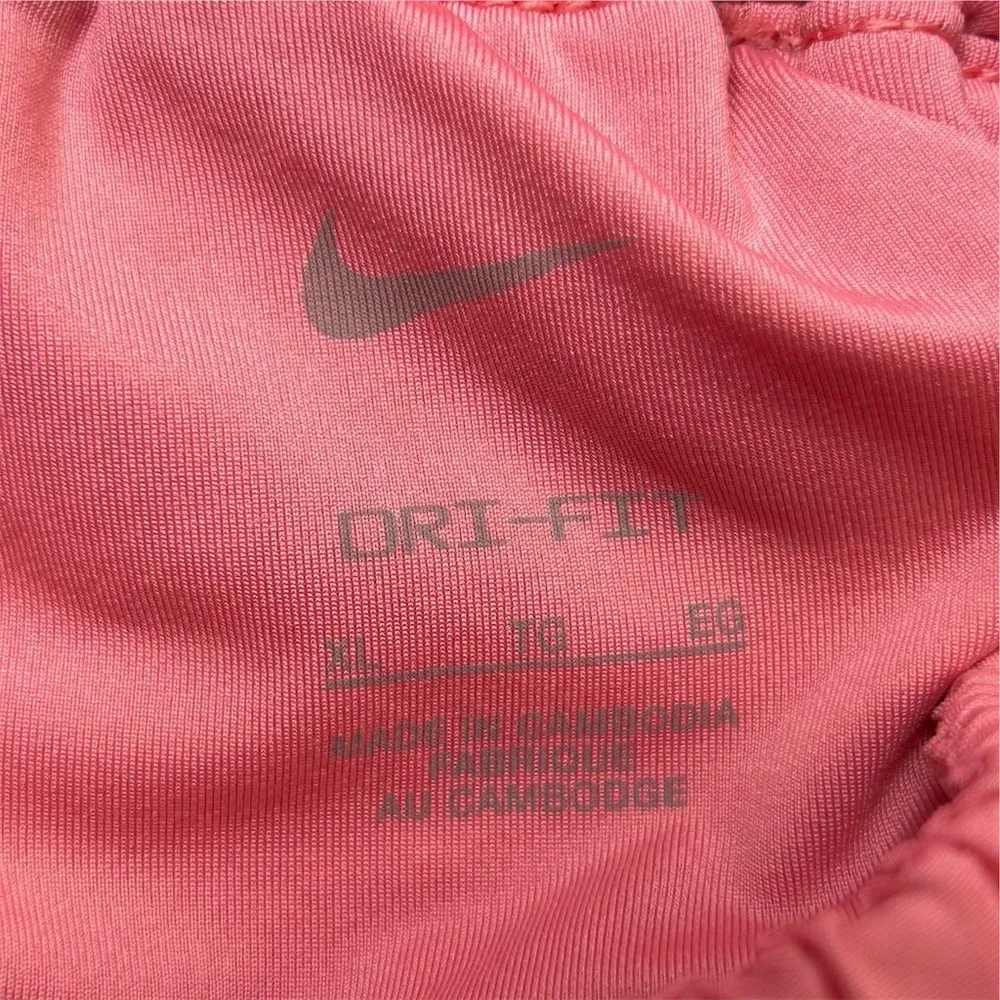 DRI-FIT
XL TG EG
MADE IN CAMBODIA
FABRIQUE
AU CAMBODGE